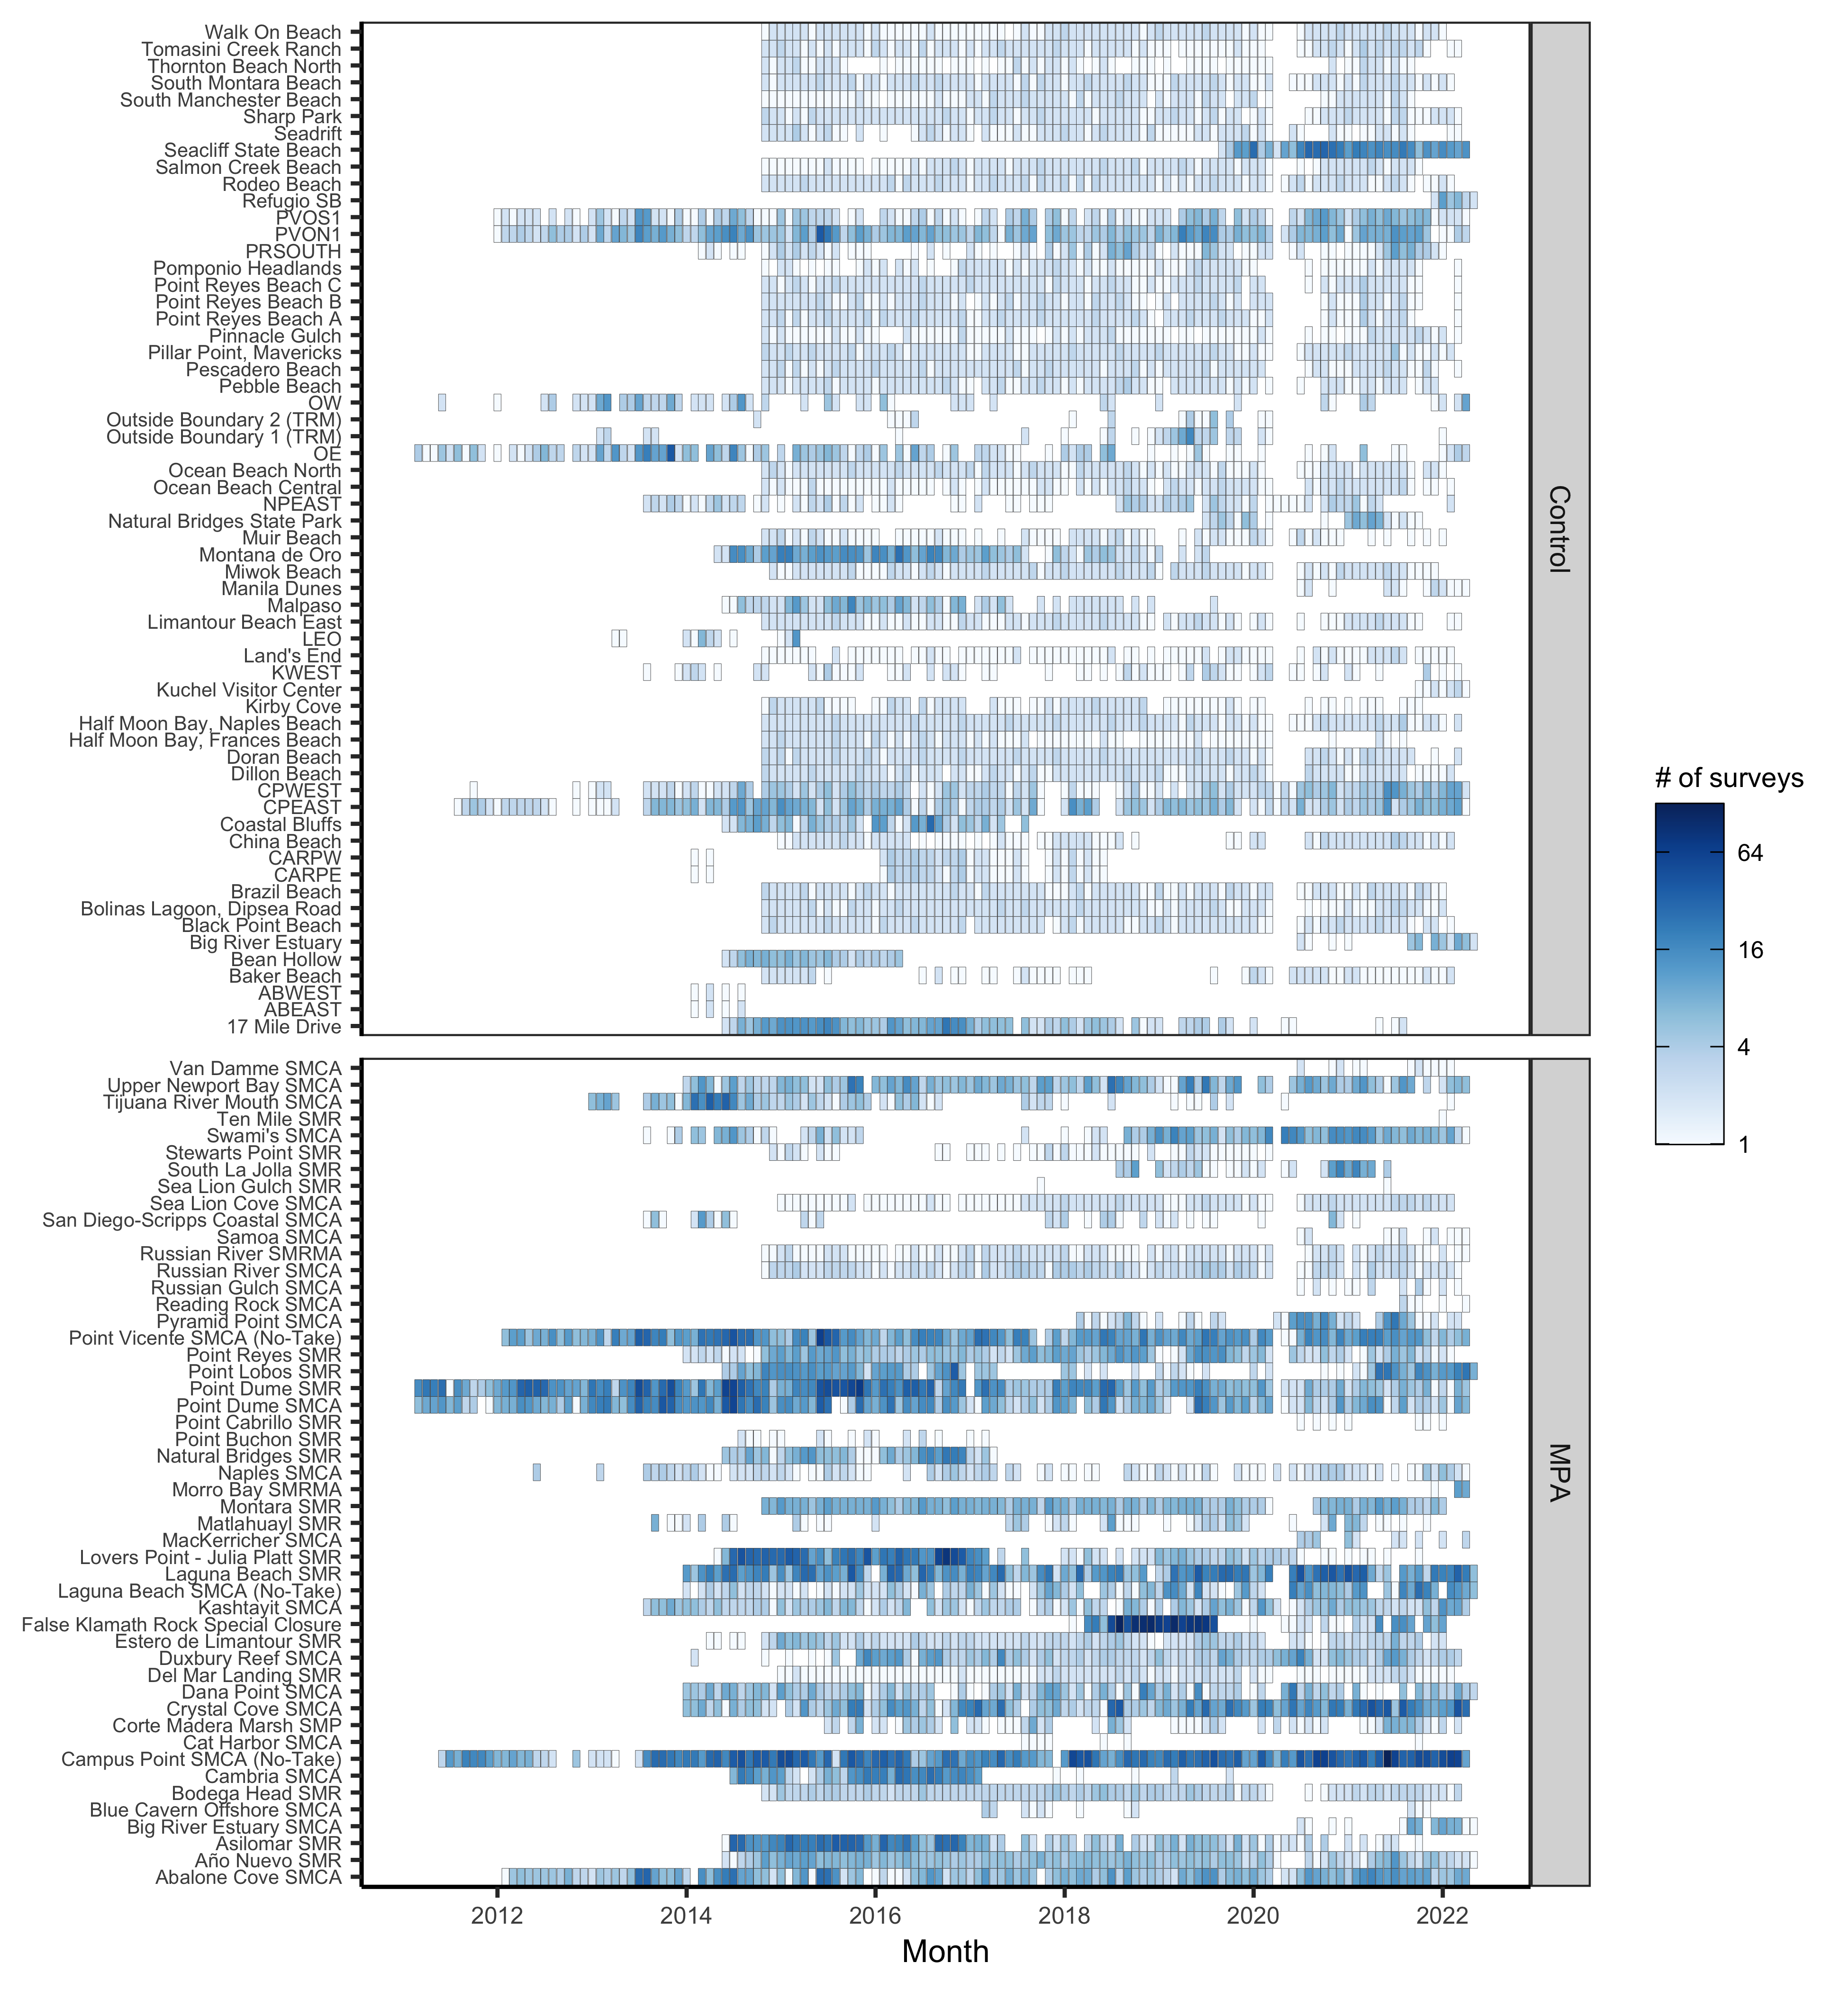 Walk On Beach
Tomasini Creek Ranch
Thornton Beach North
South Montara Beach
South Manchester Beach
Sharp Park
Seadrift
Seacliff State Beach
Salmon Creek Beach
Rodeo Beach
Refugio SB
PVOS1
PVON1
PRSOUTH
Pomponio Headlands
Point Reyes Beach C
Point Reyes Beach B
Point Reyes Beach A
Pinnacle Gulch
Pillar Point, Mavericks
Pescadero Beach
Pebble Beach
OW
Outside Boundary 2 (TRM)
Outside Boundary 1 (TRM)
OE
Ocean Beach North
Ocean Beach Central
NPEAST
Natural Bridges State Park
Muir Beach
Montana de Oro
Miwok Beach
Manila Dunes
Malpaso
Limantour Beach East
LEO
Land's End
KWEST
Kuchel Visitor Center
Kirby Cove
Half Moon Bay, Naples Beach
Half Moon Bay, Frances Beach
Doran Beach
Dillon Beach
CPWEST
CPEAST
Coastal Bluffs
China Beach
CARPW
CARPE
Brazil Beach
Bolinas Lagoon, Dipsea Road
Black Point Beach
Big River Estuary
Bean Hollow
Baker Beach
ABWEST
ABEAST
17 Mile Drive
Control
Van Damme SMCA
Upper Newport Bay SMCA
Tijuana River Mouth SMCA
Ten Mile SMR
Swami's SMCA
Stewarts Point SMR
South La Jolla SMR
Sea Lion Gulch SMR
Sea Lion Cove SMCA
San Diego-Scripps Coastal SMCA
Samoa SMCA
Russian River SMRMA
Russian River SMCA
Russian Gulch SMCA
Reading Rock SMCA
Pyramid Point SMCA
Point Vicente SMCA (No-Take)
Point Reyes SMR
Point Lobos SMR
Point Dume SMR
Point Dume SMCA
Point Cabrillo SMR
Point Buchon SMR
Natural Bridges SMR
Naples SMCA
Morro Bay SMRMA
Montara SMR
Matlahuayl SMR
MacKerricher SMCA
Lovers Point - Julia Platt SMR
Laguna Beach SMR
Laguna Beach SMCA (No-Take)
Kashtayit SMCA
False Klamath Rock Special Closure
Estero de Limantour SMR
Duxbury Reef SMCA
Del Mar Landing SMR
Dana Point SMCA
Crystal Cove SMCA
Corte Madera Marsh SMP
Cat Harbor SMCA
Campus Point SMCA (No-Take)
Cambria SMCA
Bodega Head SMR
Blue Cavern Offshore SMCA
Big River Estuary SMCA
Asilomar SMR
Año Nuevo SMR
Abalone Cove SMCA
MPA
2012 2014 2016 2018 2020 2022
Month
# of surveys
64
16
4
1